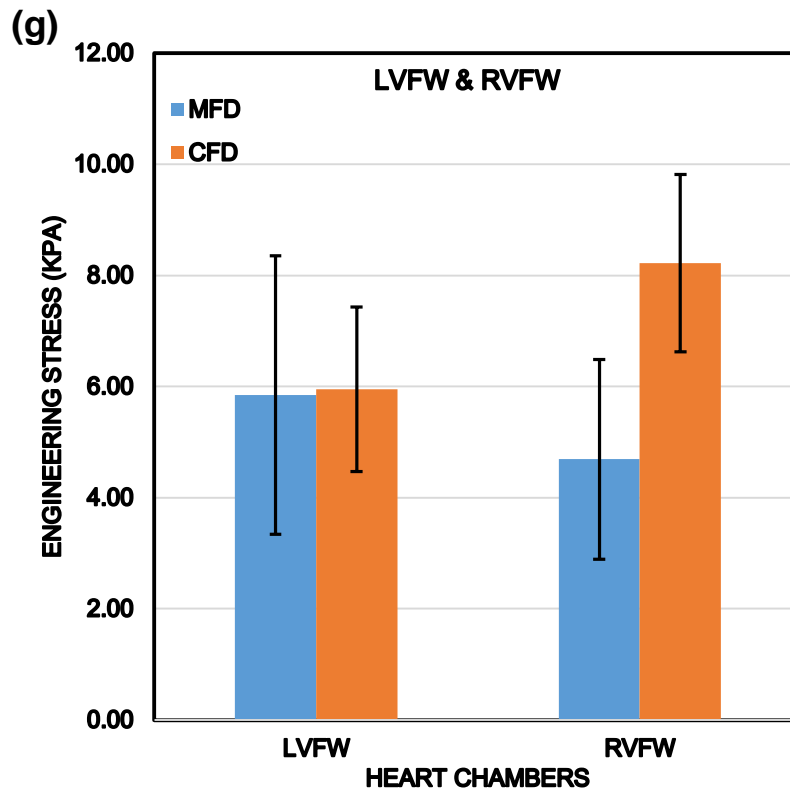 (g)
12.00
LVFW & RVFW
MFD
CFD
10.00
8.00
6.00
4.00
2.00
0.00
ENGINEERING STRESS (KPA)
LVFW
RVFW
HEART CHAMBERS